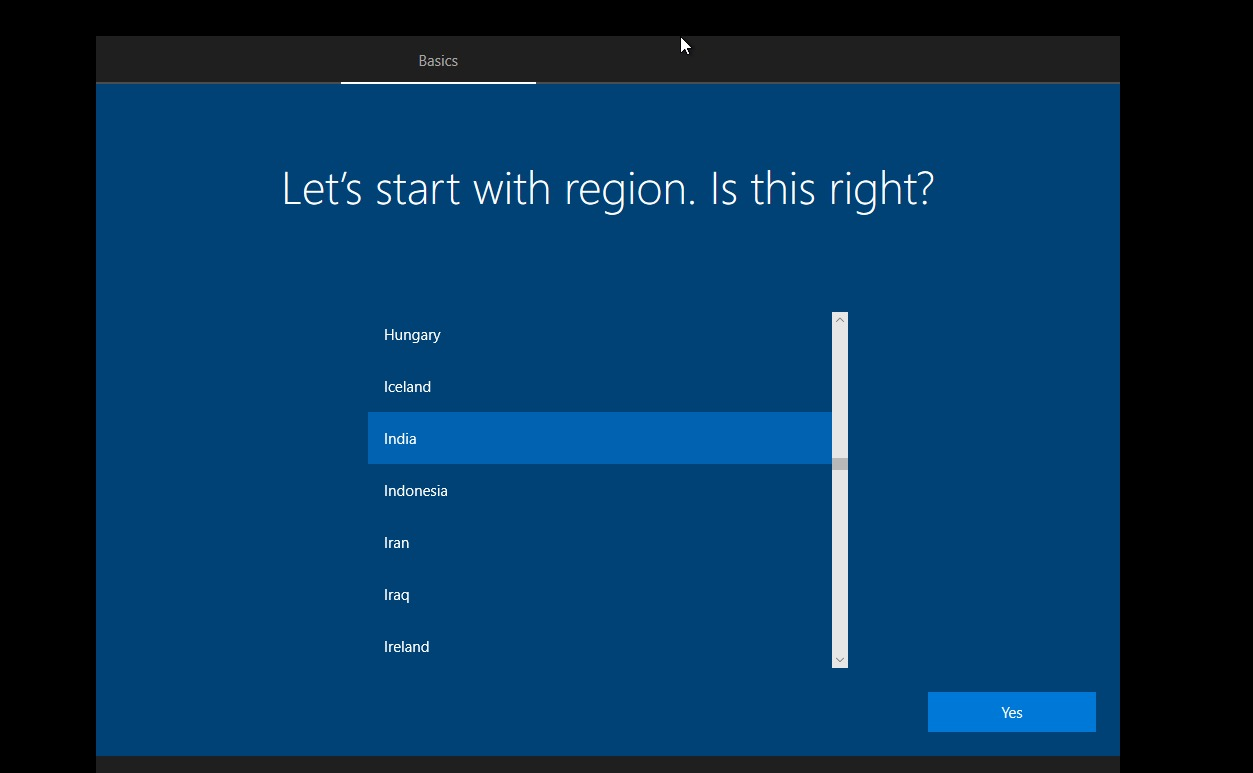 Basics
Let’s start with region. Is this right?
Hungary
Iceland
India
Indonesia
Iran
Iraq
Ireland
Yes